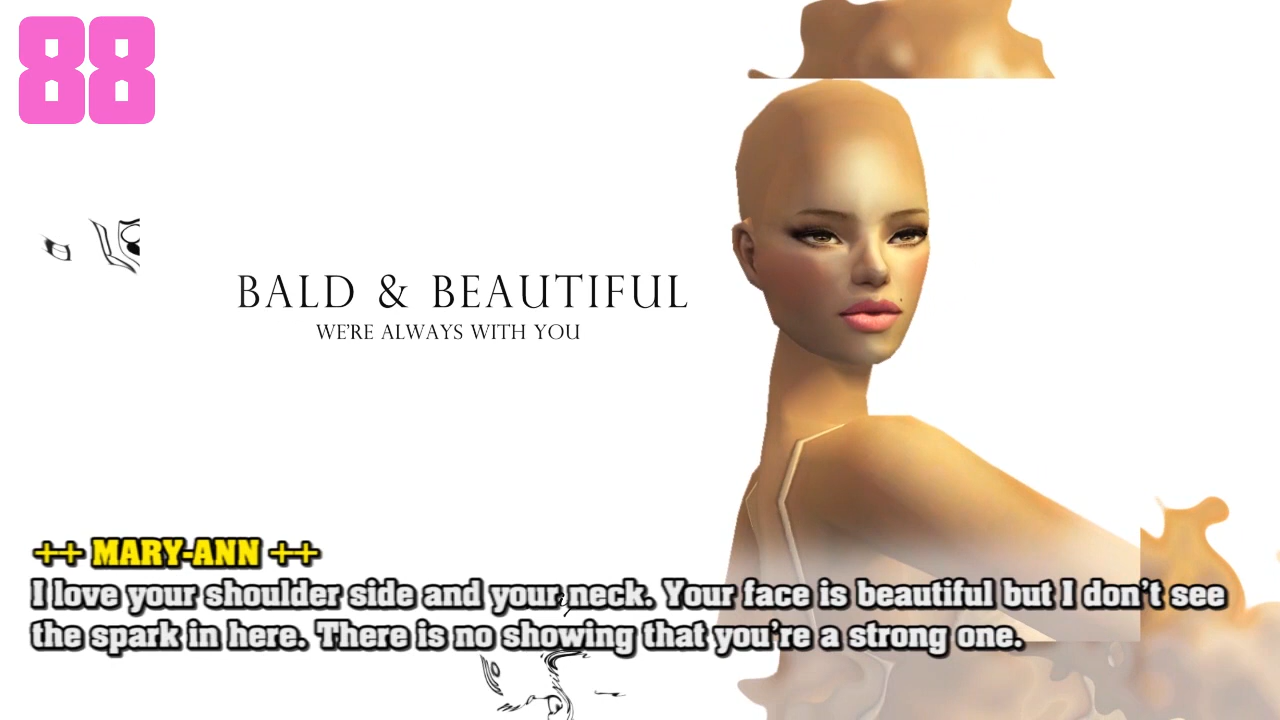 88
BALD & BEAUTIFUL
WE'RE ALWAYS WITH YOU
++ MARY-ANN ++
I love your shoulder side and your neck. Your face is beautiful but I don't see
the spark in here. There is no showing that you're a strong one.